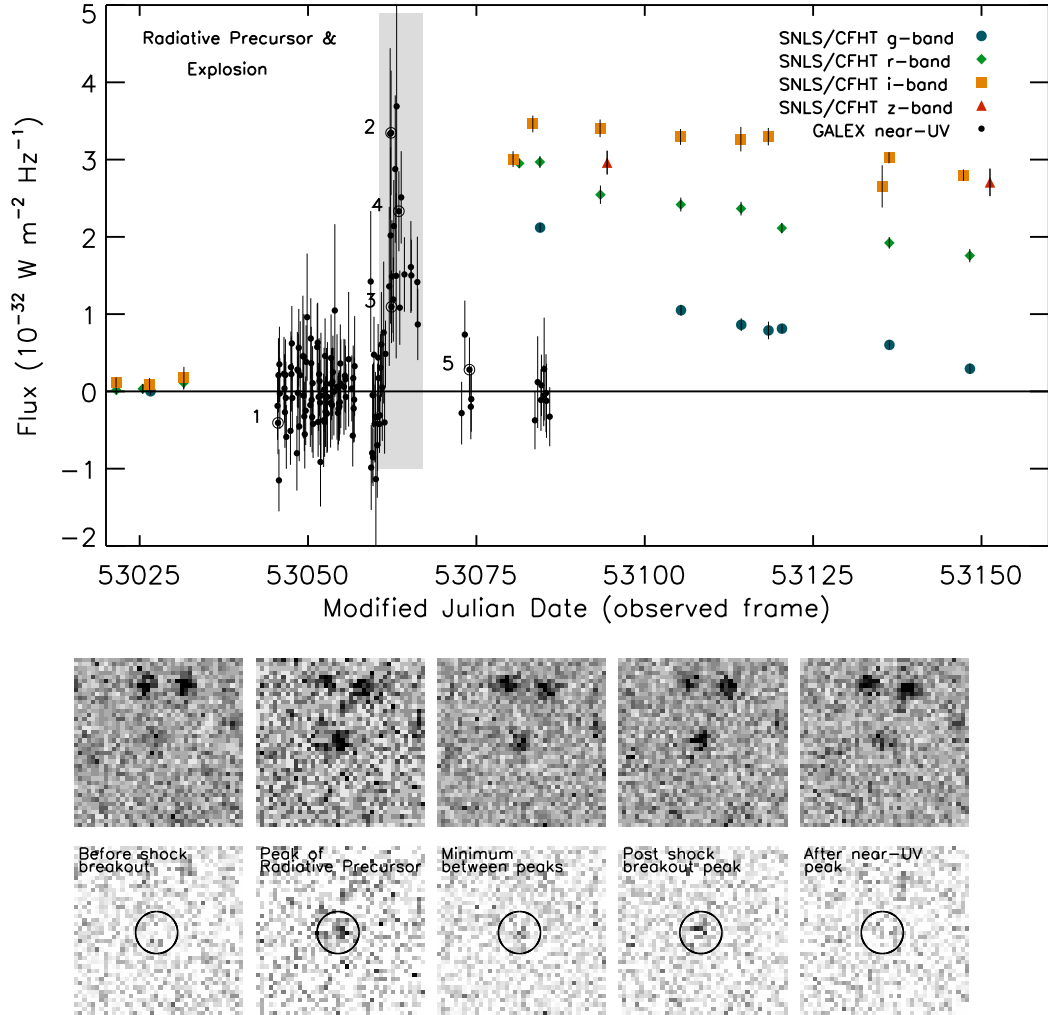 Radiative Precursor &
Explosion
SNLS/CFHT g-band
SNLS/CFHT r-band
SNLS/CFHT i-band
SNLS/CFHT z-band
GALEX near-UV
5
4
3
2
1
0
−1
−2
Flux (10⁻³² W m⁻² Hz⁻¹)
1
2
3
4
5
53025
53050
53075
53100
53125
53150
Modified Julian Date (observed frame)
Before shock
breakout
Peak of
Radiative Precursor
Minimum
between peaks
Post shock
breakout peak
After near-UV
peak